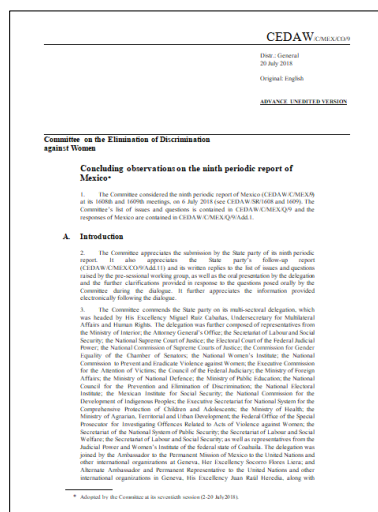 CEDAW/C/MEX/CO/9
Distr.: General
20 July 2018
Original: English
ADVANCE UNEDITED VERSION
Committee on the Elimination of Discrimination
against Women
Concluding observations on the ninth periodic report of
Mexico*
1. The Committee considered the ninth periodic report of Mexico (CEDAW/C/MEX/9)
at its 1608th and 1609th meetings, on 6 July 2018 (see CEDAW/SR/1608 and 1609). The
Committee's list of issues and questions is contained in CEDAW/C/MEX/Q/9 and the
responses of Mexico are contained in CEDAW/C/MEX/Q/9/Add.1.
A. Introduction
2. The Committee appreciates the submission by the State party of its ninth periodic
report. It also appreciates the State party's follow-up report
(CEDAW/C/MEX/CO/9/Add.11) and its written replies to the list of issues and questions
raised by the pre-sessional working group, as well as the oral presentation by the delegation
and the further clarifications provided in response to the questions posed orally by the
Committee during the dialogue. It further appreciates the information provided
electronically following the dialogue.
3. The Committee commends the State party on its multi-sectoral delegation, which
was headed by His Excellency Miguel Ruiz Cabañas, Undersecretary for Multilateral
Affairs and Human Rights. The delegation was further composed of representatives from
the Ministry of Interior; the Attorney General's Office; the Secretariat of Labour and Social
Security; the National Supreme Court of Justice; the Electoral Court of the Federal Judicial
Power; the National Commission of Supreme Courts of Justice; the Commission for Gender
Equality of the Chamber of Senators; the National Women's Institute; the National
Commission to Prevent and Eradicate Violence against Women; the Executive Commission
for the Attention of Victims; the Council of the Federal Judiciary; the Ministry of Foreign
Affairs; the Ministry of National Defence; the Ministry of Public Education; the National
Council for the Prevention and Elimination of Discrimination; the National Electoral
Institute; the Mexican Institute for Social Security; the National Commission for the
Development of Indigenous Peoples; the Executive Secretariat for National System for the
Comprehensive Protection of Children and Adolescents; the Ministry of Health; the
Ministry of Agrarian, Territorial and Urban Development; the Federal Office of the Special
Prosecutor for Investigating Offences Related to Acts of Violence against Women; the
Secretariat of the National System of Public Security; the Secretariat of Labour and Social
Welfare; the Secretariat of Labour and Social Security; as well as representatives from the
Judicial Power and Women's Institute of the federal state of Coahuila. The delegation was
joined by the Ambassador to the Permanent Mission of Mexico to the United Nations and
other international organizations at Geneva, Her Excellency Socorro Flores Liera; and
Alternate Ambassador and Permanent Representative to the United Nations and other
international organizations in Geneva, His Excellency Juan Raúl Heredia, along with
* Adopted by the Committee at its seventieth session (2-20 July 2018).